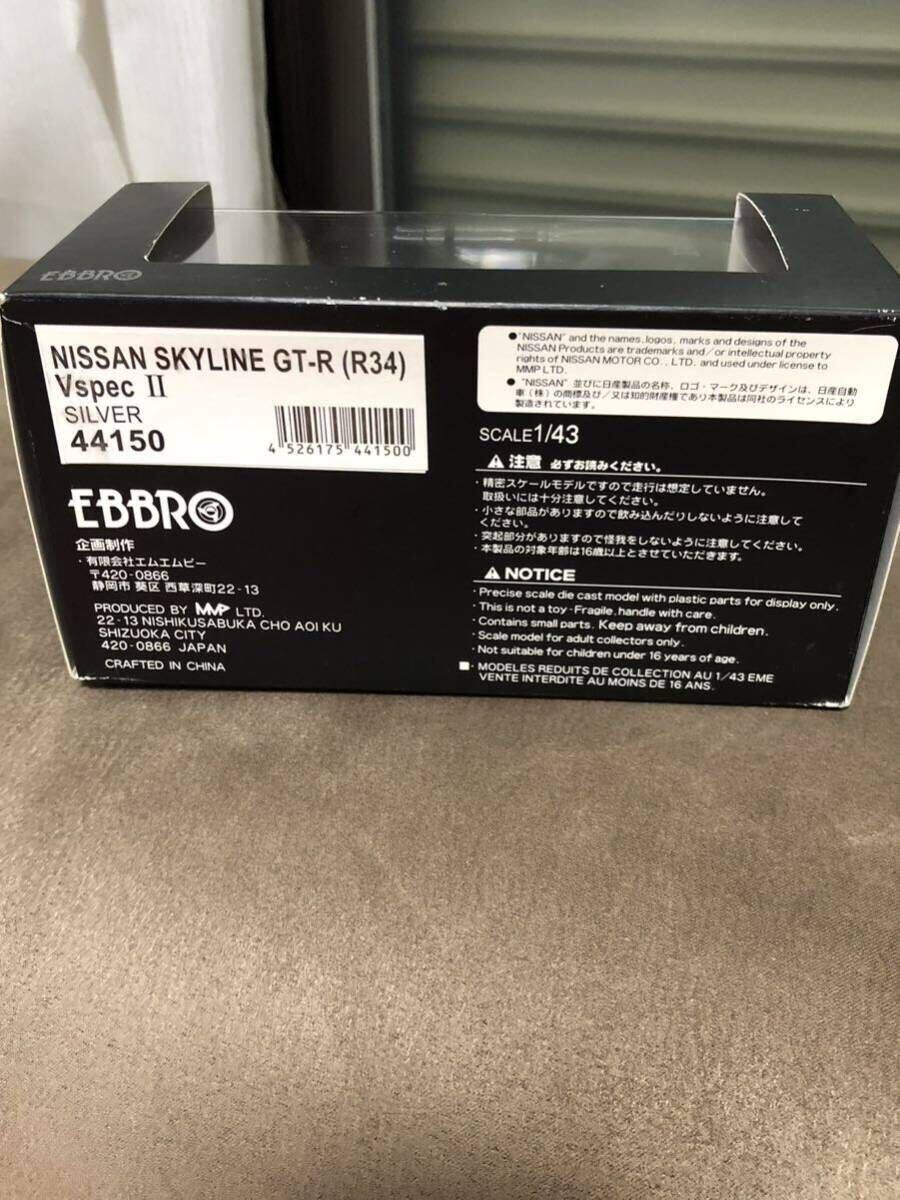 EBBRO
NISSAN SKYLINE GT-R (R34)
Vspec II
SILVER
44150
4 526175 441500
EBBRO
企画制作
・有限会社エムエムピー
〒420-0866
静岡市 葵区 西草深町22-13
PRODUCED BY MMP LTD.
22-13 NISHIKUSABUKA CHO AOI KU
SHIZUOKA CITY
420-0866 JAPAN
CRAFTED IN CHINA
●"NISSAN" and the names, logos, marks and designs of the
NISSAN Products are trademarks and/or intellectual property
rights of NISSAN MOTOR CO., LTD. and used under license to
MMP LTD.
●"NISSAN" 並びに日産製品の名称、ロゴ・マーク及びデザインは、日産自動
車(株)の商標及び/又は知的財産権であり本製品は同社のライセンスにより
製造されています。
SCALE1/43
⚠ 注意 必ずお読みください。
・精密スケールモデルですので走行は想定していません。
取扱いには十分注意してください。
・小さな部品がありますので飲み込んだりしないように注意して
ください。
・突起部分がありますので怪我をしないように注意してください。
・本製品の対象年齢は16歳以上とさせていただきます。
⚠ NOTICE
・Precise scale die cast model with plastic parts for display only.
・This is not a toy・Fragile, handle with care.
・Contains small parts. Keep away from children.
・Scale model for adult collectors only.
・Not suitable for children under 16 years of age.
・MODELES REDUITS DE COLLECTION AU 1/43 EME
VENTE INTERDITE AU MOINS DE 16 ANS.